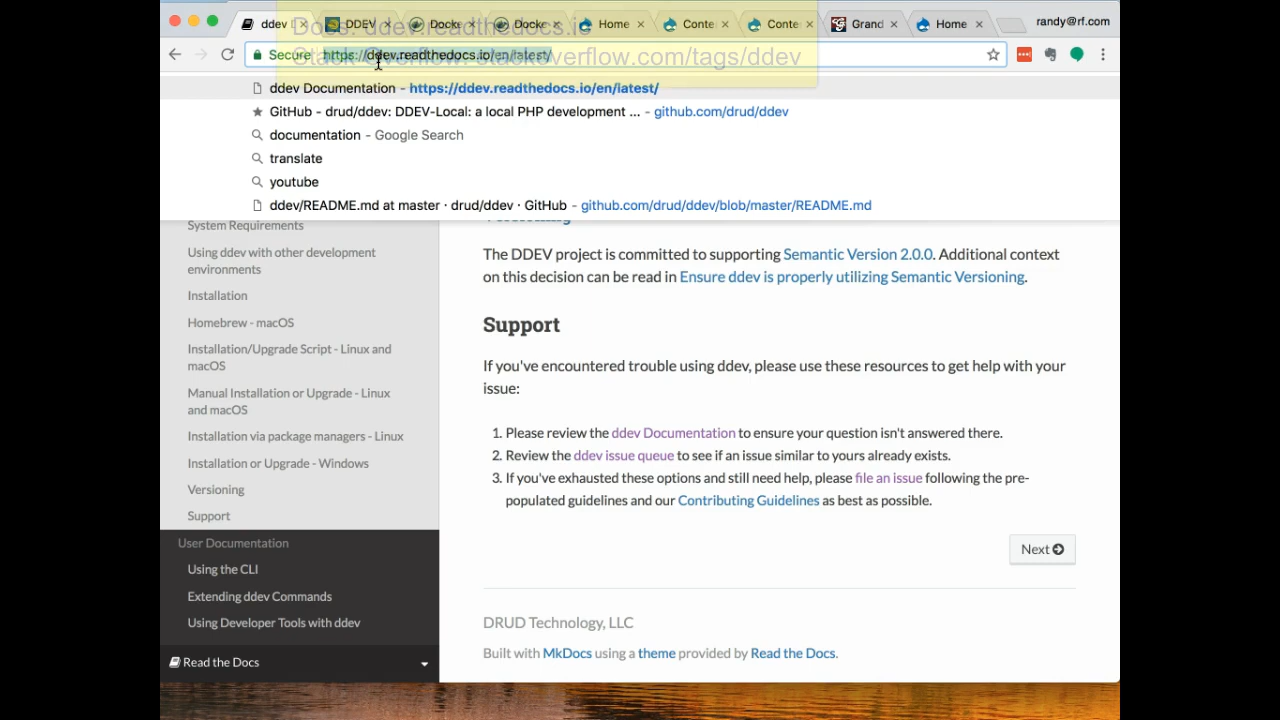 ddev D
DDEV
Docke
Docke
Home
Conte
Conte
Grand
Home
randy@rf.com
Docs: ddev.readthedocs.io
Secure
https://ddev.readthedocs.io/en/latest/
Stack Overflow: stackoverflow.com/tags/ddev
ddev Documentation - https://ddev.readthedocs.io/en/latest/
GitHub - drud/ddev: DDEV-Local: a local PHP development ... - github.com/drud/ddev
documentation - Google Search
translate
youtube
ddev/README.md at master · drud/ddev · GitHub - github.com/drud/ddev/blob/master/README.md
System Requirements
Using ddev with other development
environments
Installation
Homebrew - macOS
Installation/Upgrade Script - Linux and
macOS
Manual Installation or Upgrade - Linux
and macOS
Installation via package managers - Linux
Installation or Upgrade - Windows
Versioning
Support
User Documentation
Using the CLI
Extending ddev Commands
Using Developer Tools with ddev
Read the Docs
The DDEV project is committed to supporting Semantic Version 2.0.0. Additional context
on this decision can be read in Ensure ddev is properly utilizing Semantic Versioning.
Support
If you've encountered trouble using ddev, please use these resources to get help with your
issue:
1. Please review the ddev Documentation to ensure your question isn't answered there.
2. Review the ddev issue queue to see if an issue similar to yours already exists.
3. If you've exhausted these options and still need help, please file an issue following the pre-
populated guidelines and our Contributing Guidelines as best as possible.
Next
DRUD Technology, LLC
Built with MkDocs using a theme provided by Read the Docs.